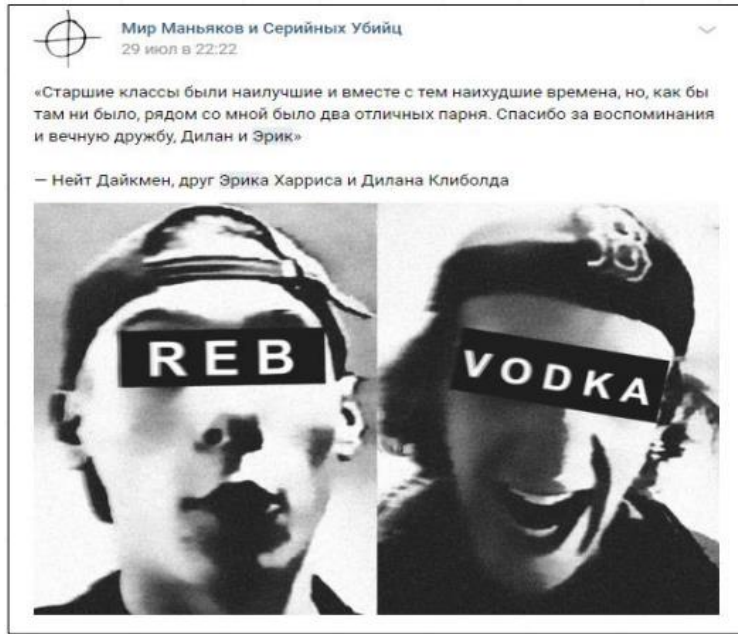 Мир Маньяков и Серийных Убийц
29 июл в 22:22
«Старшие классы были наилучшие и вместе с тем наихудшие времена, но, как бы
там ни было, рядом со мной было два отличных парня. Спасибо за воспоминания
и вечную дружбу, Дилан и Эрик»
— Нейт Дайкмен, друг Эрика Харриса и Дилана Клиболда
REB
VODKA